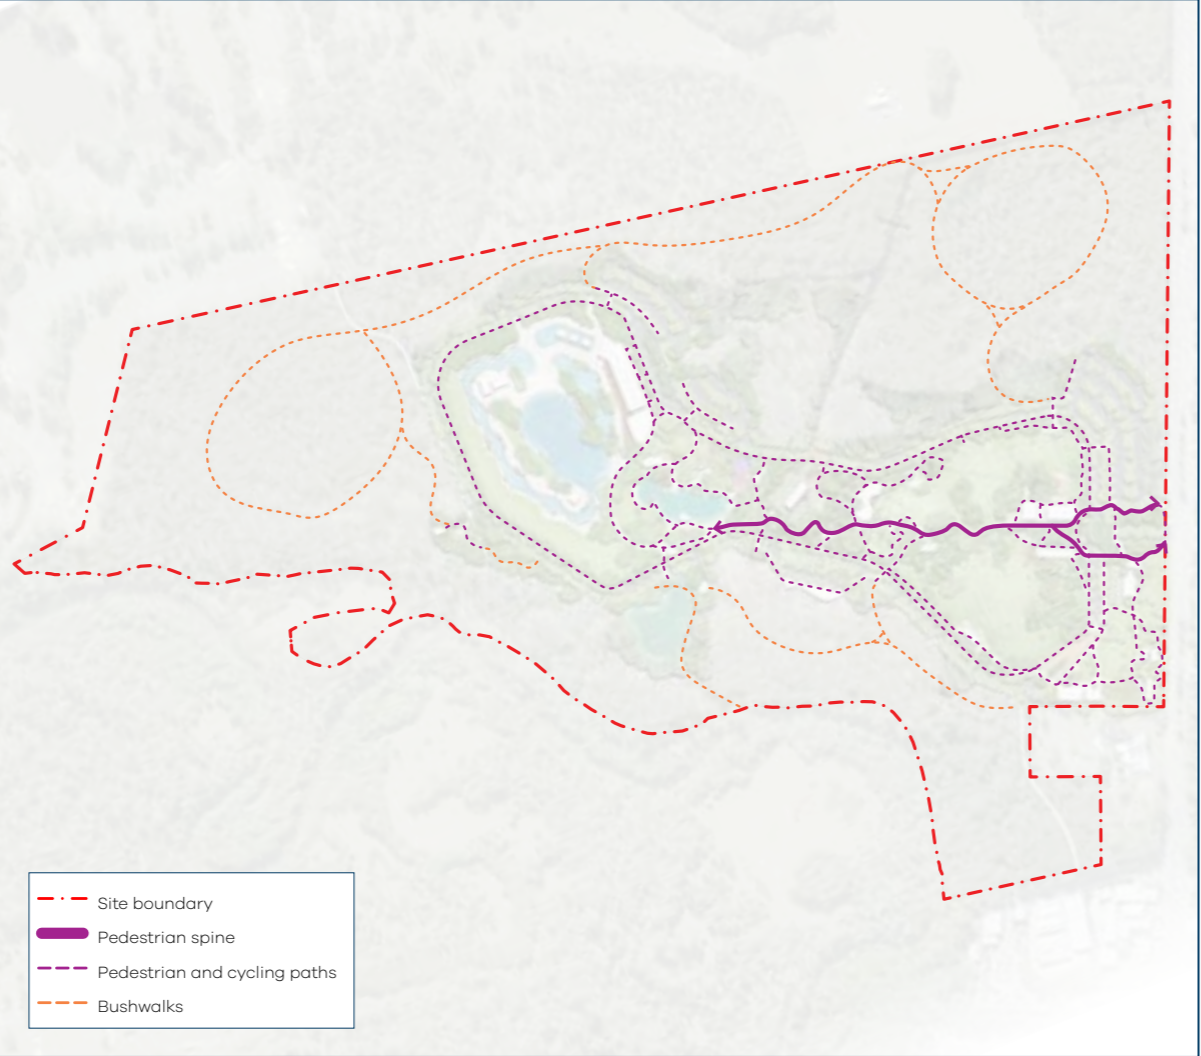 Site boundary
Pedestrian spine
Pedestrian and cycling paths
Bushwalks